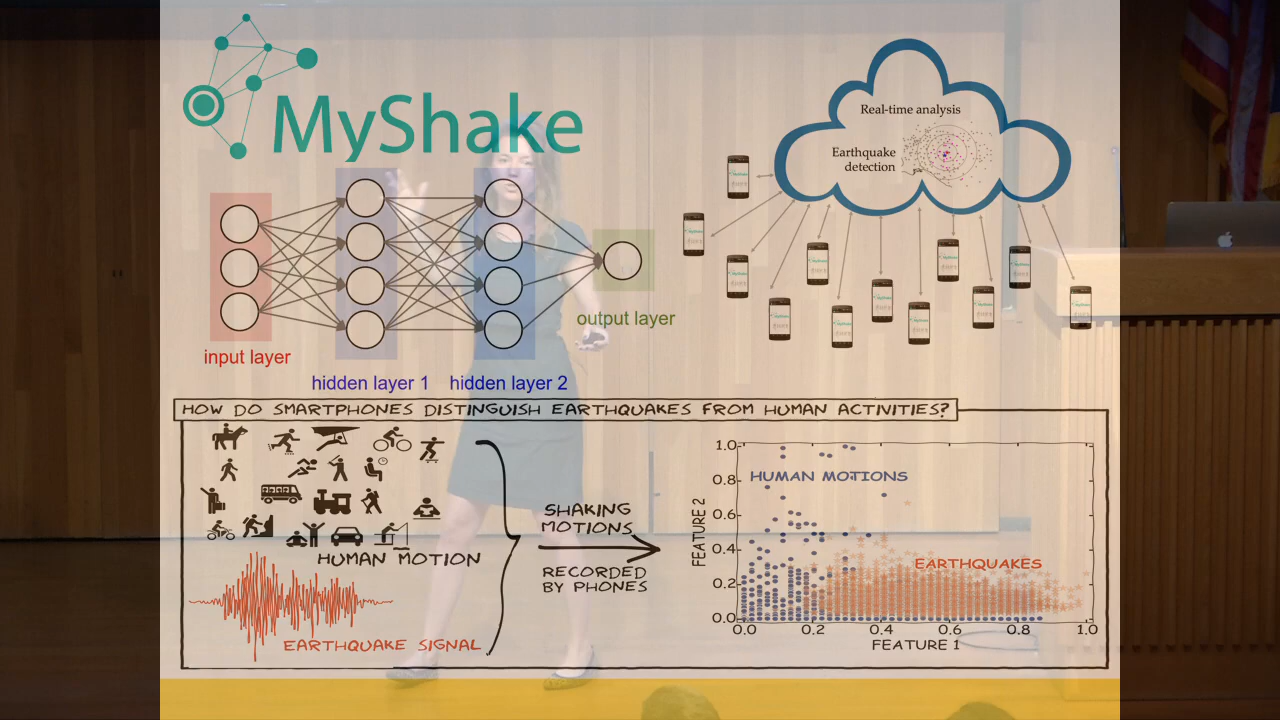 MyShake
Real-time analysis
Earthquake
detection
input layer
hidden layer 1
hidden layer 2
output layer
HOW DO SMARTPHONES DISTINGUISH EARTHQUAKES FROM HUMAN ACTIVITIES?
HUMAN MOTION
EARTHQUAKE SIGNAL
SHAKING
MOTIONS
RECORDED
BY PHONES
1.0
0.8
0.6
0.4
0.2
0.0
FEATURE 2
HUMAN MOTIONS
EARTHQUAKES
0.0 0.2 0.4 0.6 0.8 1.0
FEATURE 1